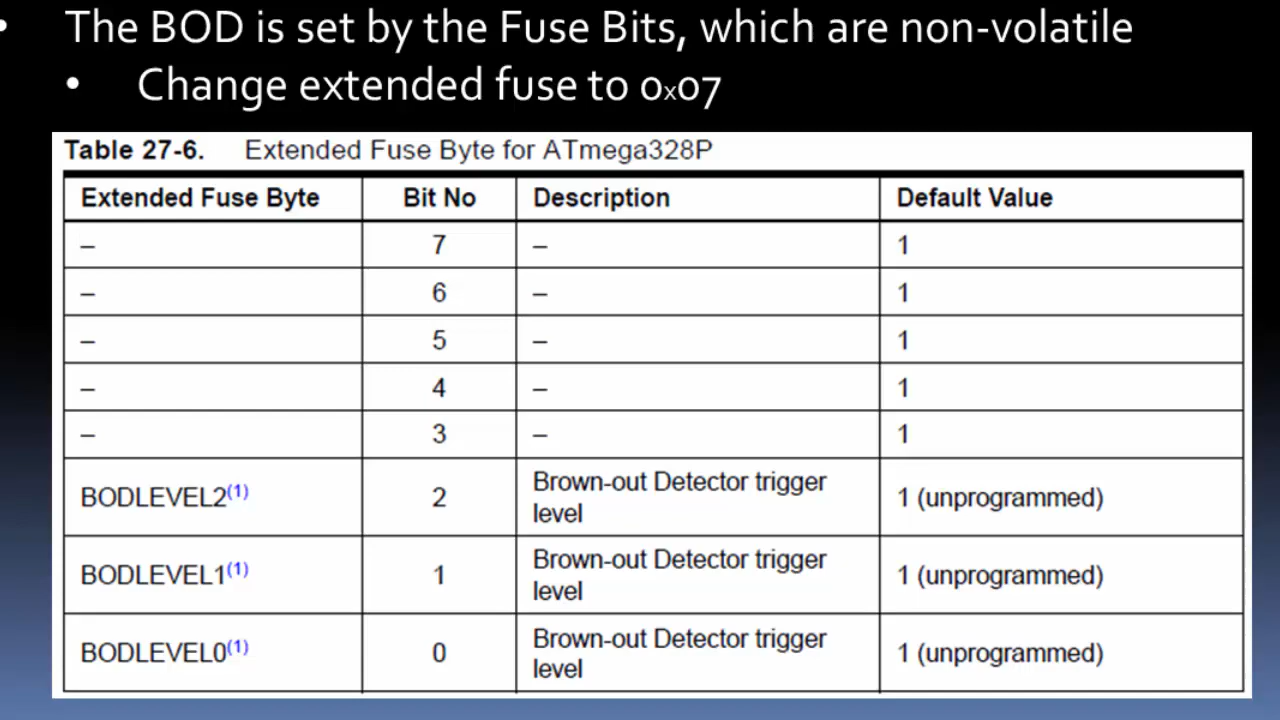 • The BOD is set by the Fuse Bits, which are non-volatile
• Change extended fuse to 0x07
Table 27-6. Extended Fuse Byte for ATmega328P
Extended Fuse Byte Bit No Description Default Value
– 7 – 1
– 6 – 1
– 5 – 1
– 4 – 1
– 3 – 1
BODLEVEL2(1) 2 Brown-out Detector trigger level 1 (unprogrammed)
BODLEVEL1(1) 1 Brown-out Detector trigger level 1 (unprogrammed)
BODLEVEL0(1) 0 Brown-out Detector trigger level 1 (unprogrammed)